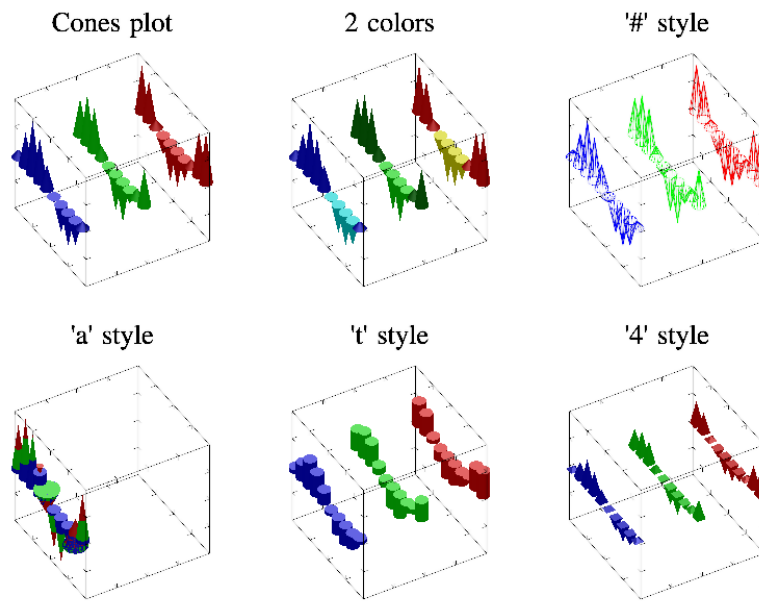 Cones plot
2 colors
'#' style
'a' style
't' style
'4' style